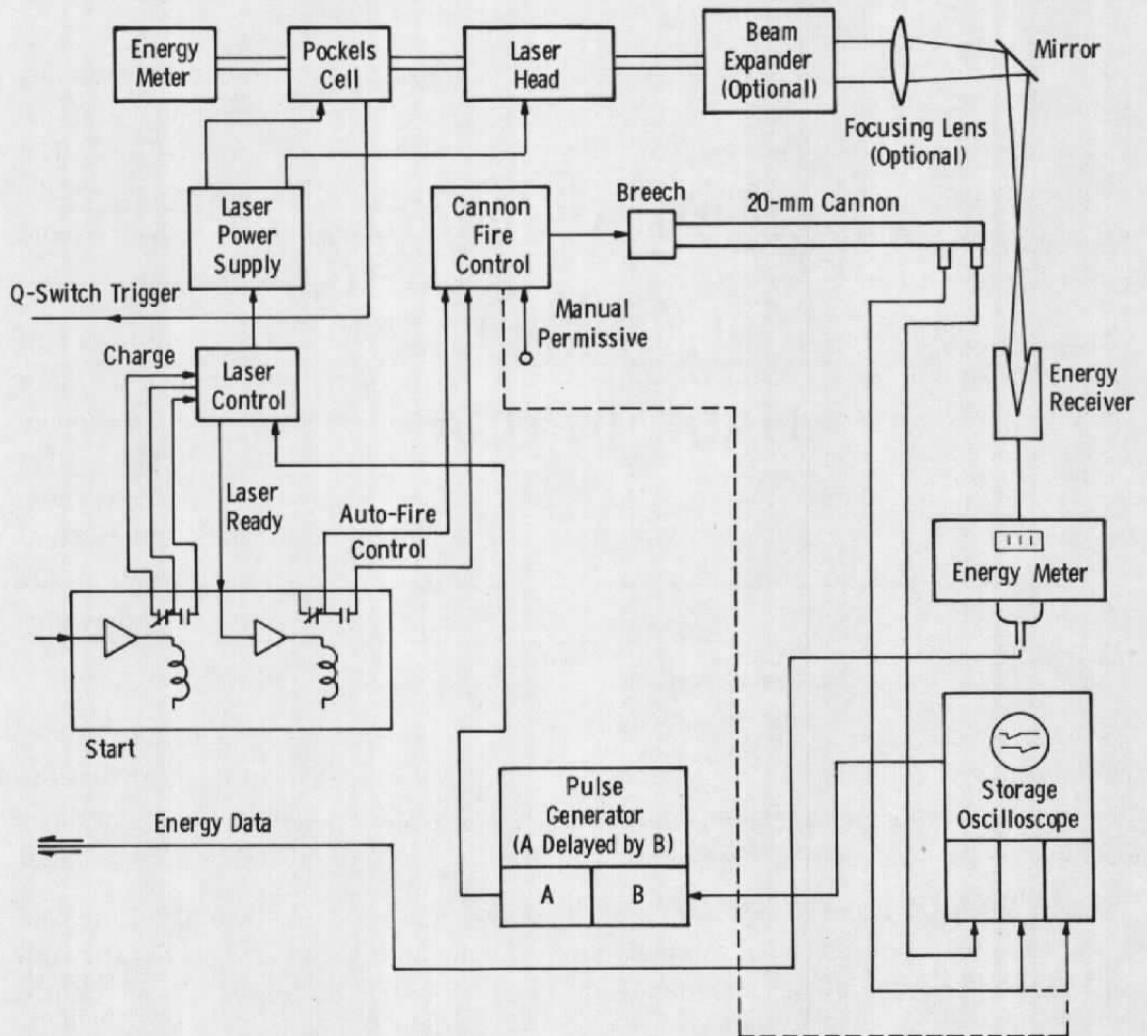 Energy
Meter
Pockels
Cell
Laser
Head
Beam
Expander
(Optional)
Mirror
Focusing Lens
(Optional)
Laser
Power
Supply
Cannon
Fire
Control
Breech
20-mm Cannon
Q-Switch Trigger
Manual
Permissive
Charge
Laser
Control
Energy
Receiver
Laser
Ready
Auto-Fire
Control
Energy Meter
Start
Pulse
Generator
(A Delayed by B)
A
B
Storage
Oscilloscope
Energy Data